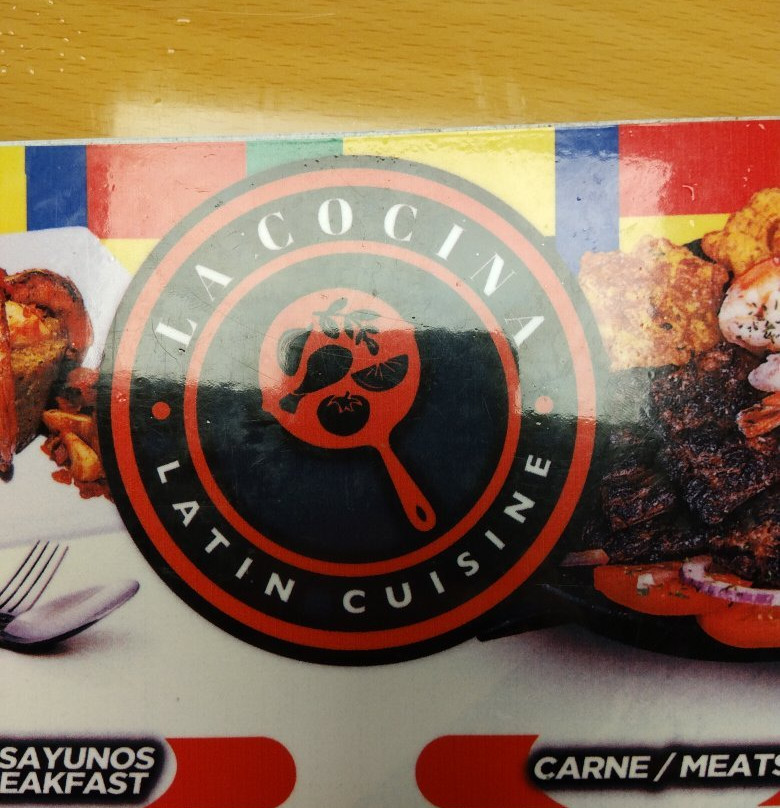 LA COCINA
LATIN CUISINE
SAYUNOS
EAKFAST
CARNE / MEATS